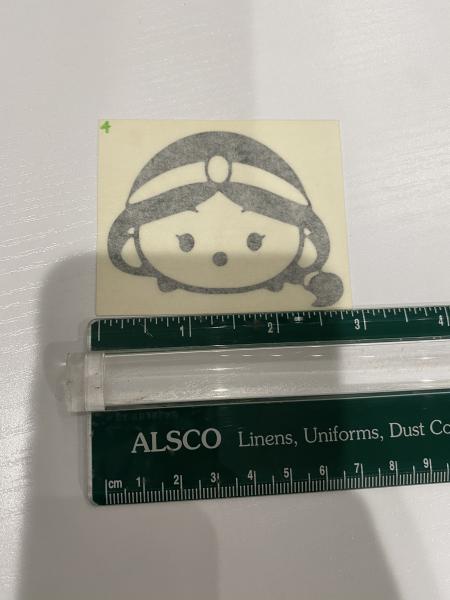 4
1 2 3 4
ALSCO Linens, Uniforms, Dust Co
cm 1 2 3 4 5 6 7 8 9